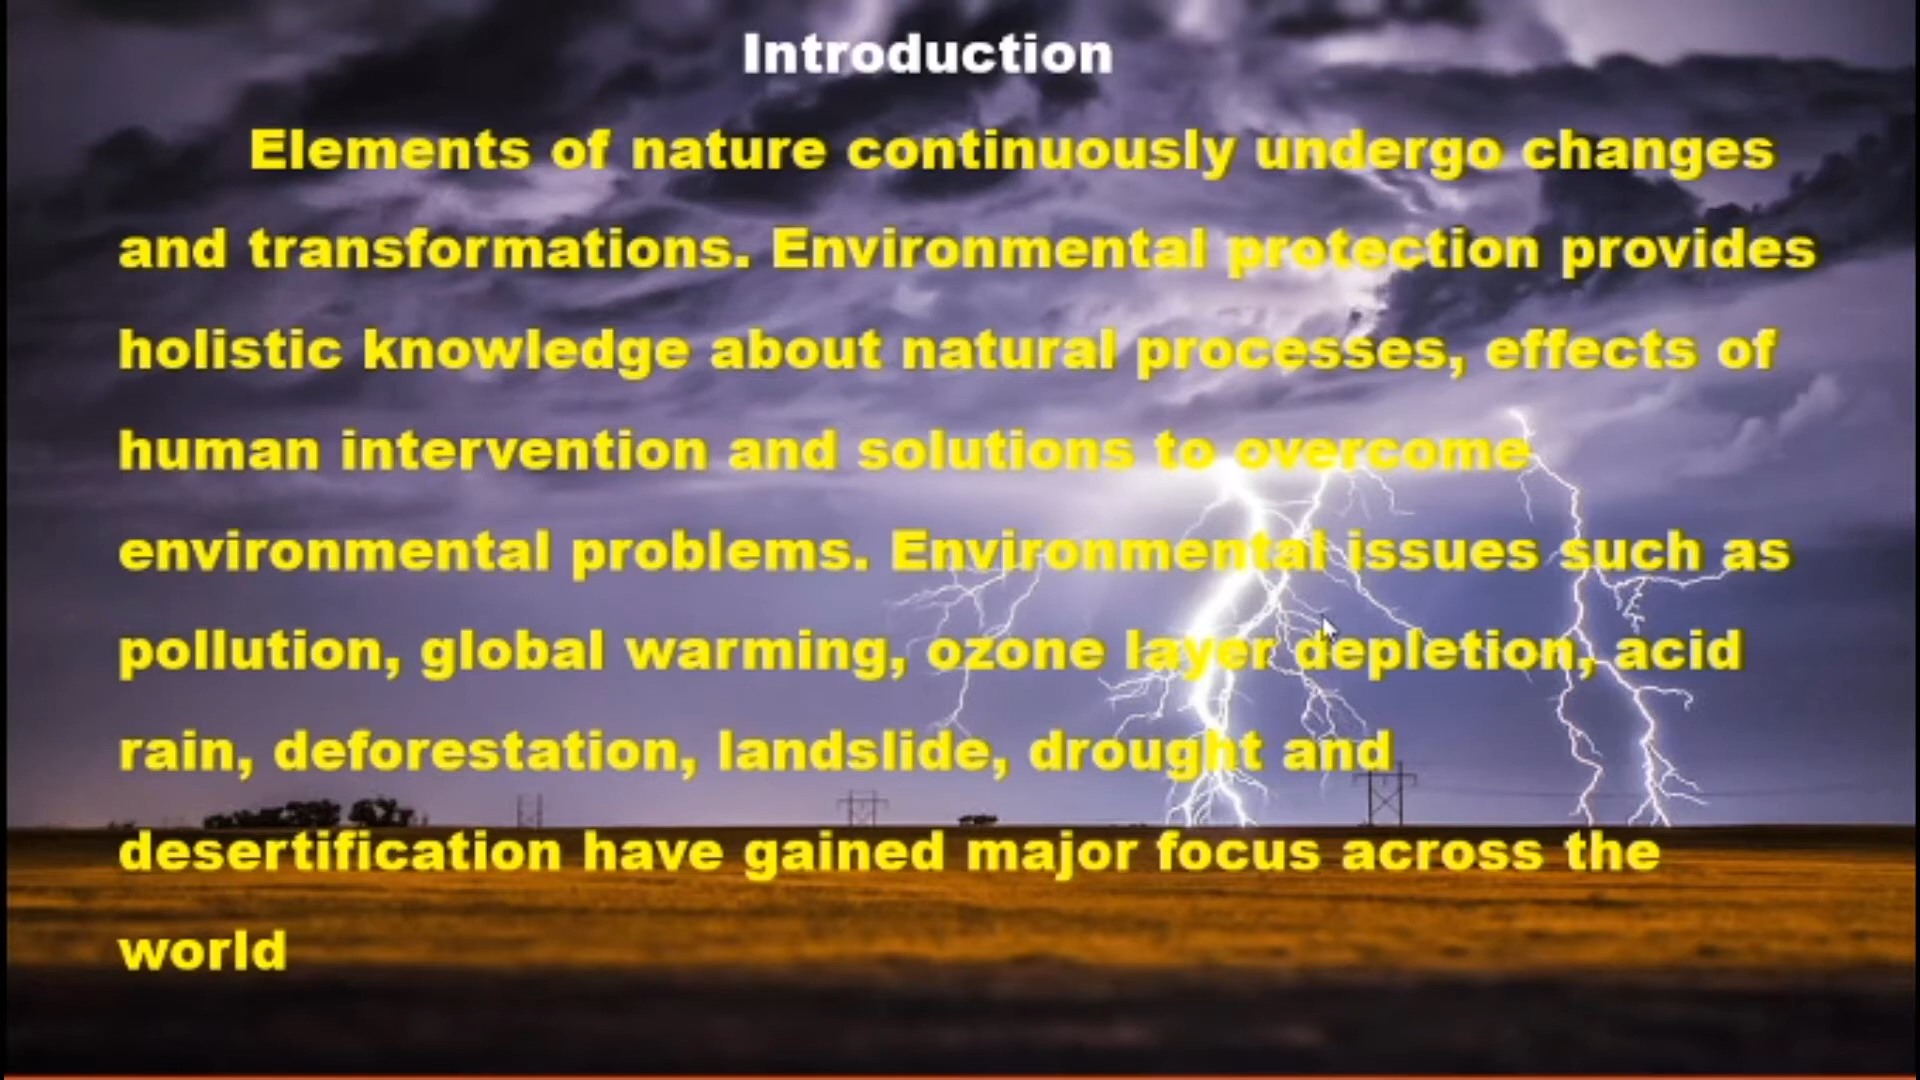 Introduction
Elements of nature continuously undergo changes
and transformations. Environmental protection provides
holistic knowledge about natural processes, effects of
human intervention and solutions to overcome
environmental problems. Environmental issues such as
pollution, global warming, ozone layer depletion, acid
rain, deforestation, landslide, drought and
desertification have gained major focus across the
world